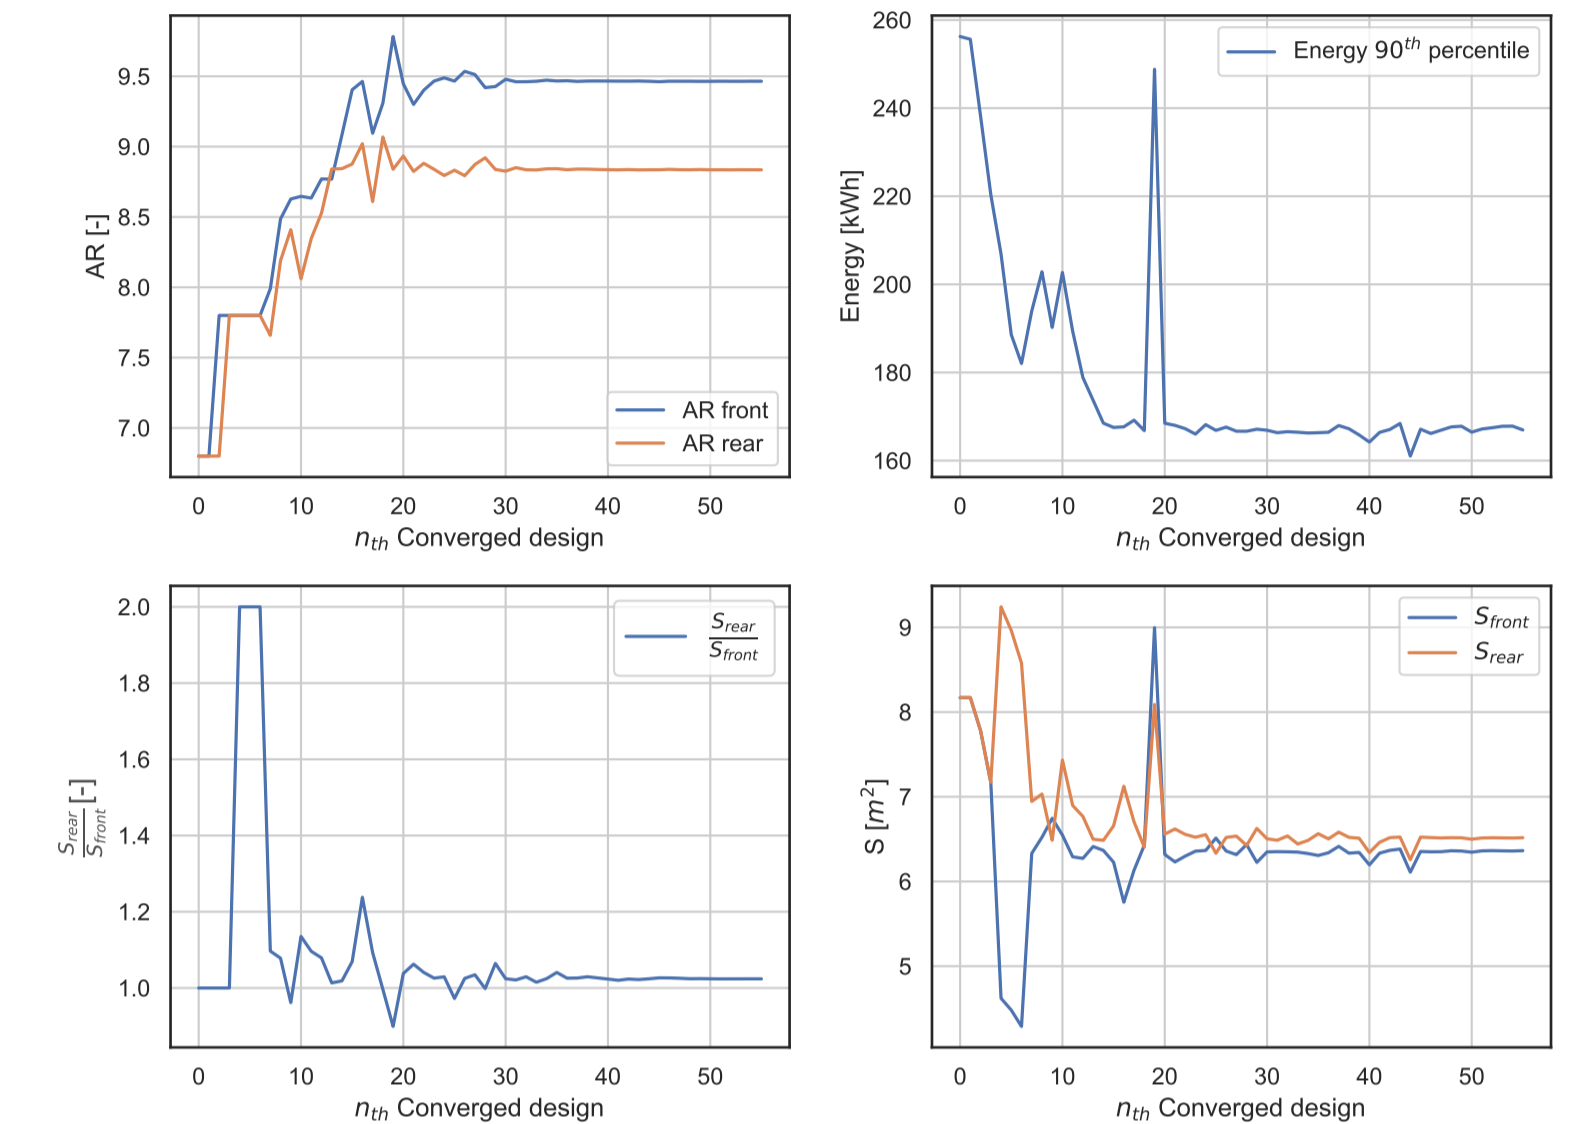 9.5
9.0
8.5
8.0
7.5
7.0
AR [-]
AR front
AR rear
0 10 20 30 40 50
n_th Converged design
260
240
220
200
180
160
Energy [kWh]
Energy 90^th percentile
0 10 20 30 40 50
n_th Converged design
2.0
1.8
1.6
1.4
1.2
1.0
S_rear/S_front [-]
S_rear
S_front
0 10 20 30 40 50
n_th Converged design
9
8
7
6
5
S [m^2]
S_front
S_rear
0 10 20 30 40 50
n_th Converged design